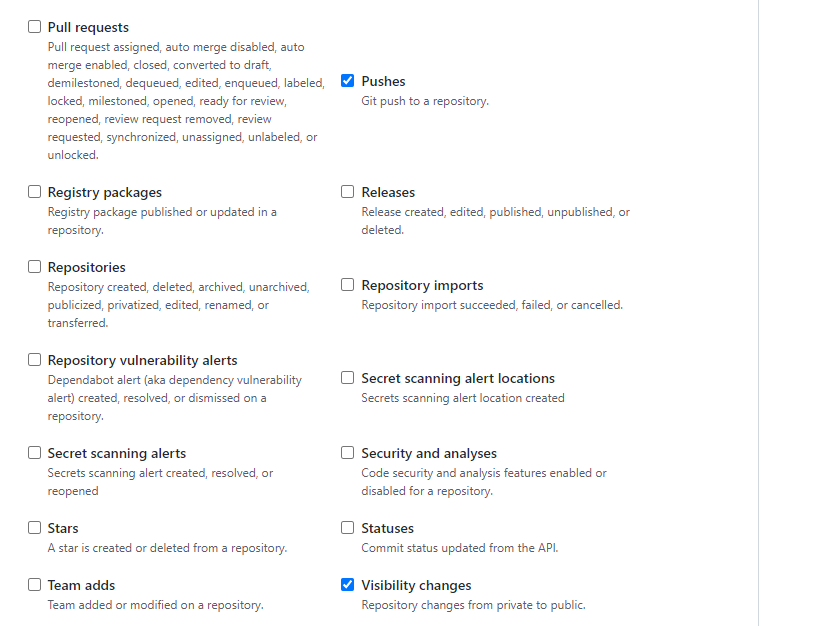 Pull requests
Pull request assigned, auto merge disabled, auto
merge enabled, closed, converted to draft,
demilestoned, dequeued, edited, enqueued, labeled,
locked, milestoned, opened, ready for review,
reopened, review request removed, review
requested, synchronized, unassigned, unlabeled, or
unlocked.
Pushes
Git push to a repository.
Registry packages
Registry package published or updated in a
repository.
Releases
Release created, edited, published, unpublished, or
deleted.
Repositories
Repository created, deleted, archived, unarchived,
publicized, privatized, edited, renamed, or
transferred.
Repository imports
Repository import succeeded, failed, or cancelled.
Repository vulnerability alerts
Dependabot alert (aka dependency vulnerability
alert) created, resolved, or dismissed on a
repository.
Secret scanning alert locations
Secrets scanning alert location created
Secret scanning alerts
Secrets scanning alert created, resolved, or
reopened
Security and analyses
Code security and analysis features enabled or
disabled for a repository.
Stars
A star is created or deleted from a repository.
Statuses
Commit status updated from the API.
Team adds
Team added or modified on a repository.
Visibility changes
Repository changes from private to public.